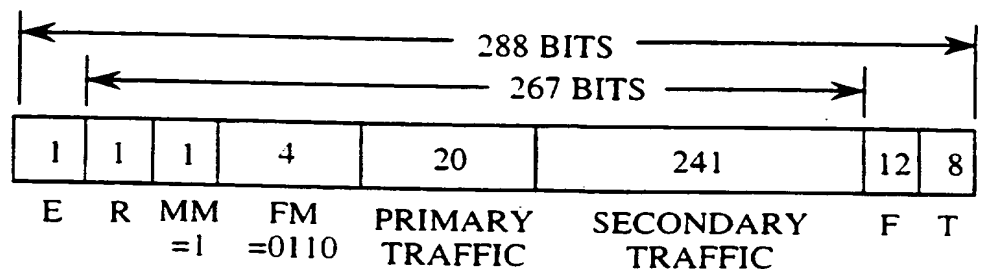 288 BITS
267 BITS
1 1 1 4 20 241 12 8
E R MM =1 FM =0110 PRIMARY TRAFFIC SECONDARY TRAFFIC F T